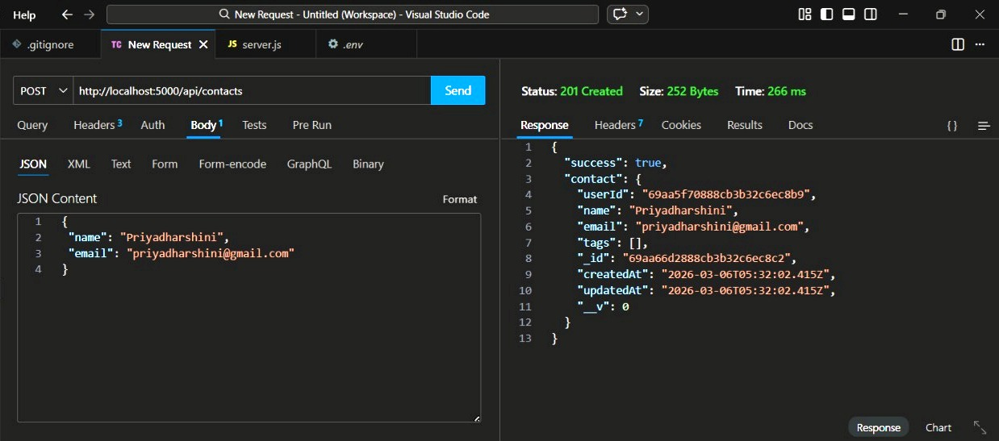 Help
New Request - Untitled (Workspace) - Visual Studio Code
.gitignore
TC New Request
JS server.js
.env
POST
http://localhost:5000/api/contacts
Send
Query Headers 3 Auth Body 1 Tests Pre Run
JSON XML Text Form Form-encode GraphQL Binary
JSON Content
Format
1 {
2 "name": "Priyadharshini",
3 "email": "priyadharshini@gmail.com"
4 }
Status: 201 Created Size: 252 Bytes Time: 266 ms
Response Headers 7 Cookies Results Docs { }
1 {
2 "success": true,
3 "contact": {
4 "userId": "69aa5f70888cb3b32c6ec8b9",
5 "name": "Priyadharshini",
6 "email": "priyadharshini@gmail.com",
7 "tags": [],
8 "_id": "69aa66d2888cb3b32c6ec8c2",
9 "createdAt": "2026-03-06T05:32:02.415Z",
10 "updatedAt": "2026-03-06T05:32:02.415Z",
11 "__v": 0
12 }
13 }
Response Chart